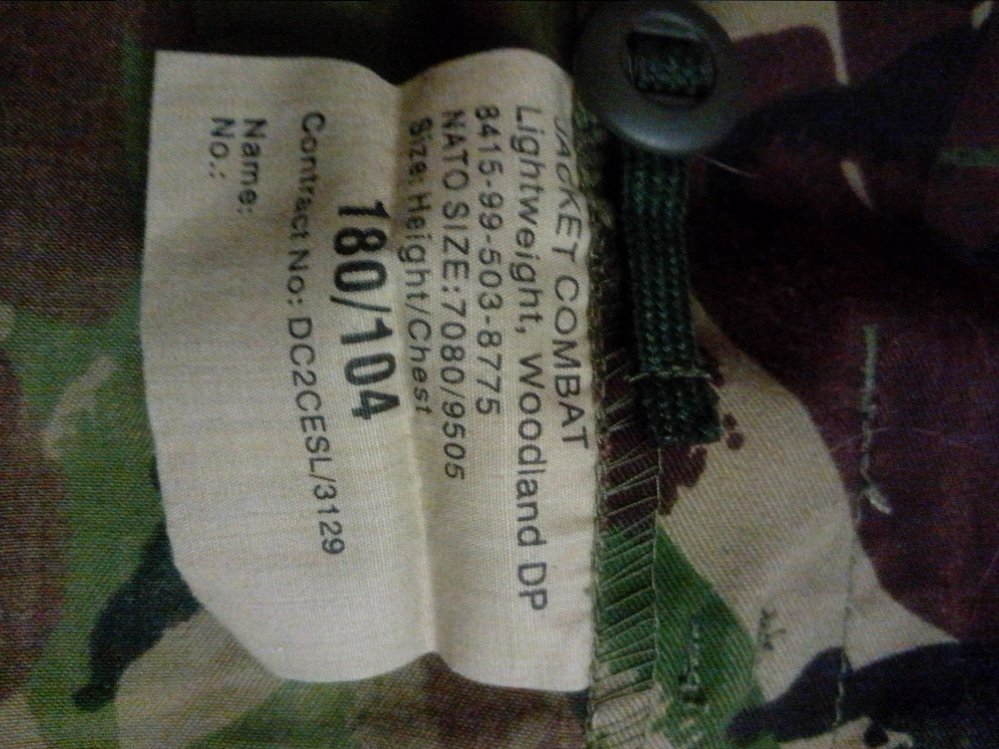 JACKET COMBAT
Lightweight, Woodland DP
8415-99-503-8775
NATO SIZE:7080/9505
Size: Height/Chest
180/104
Contract No: DC2CESL/3129
Name:
No.: